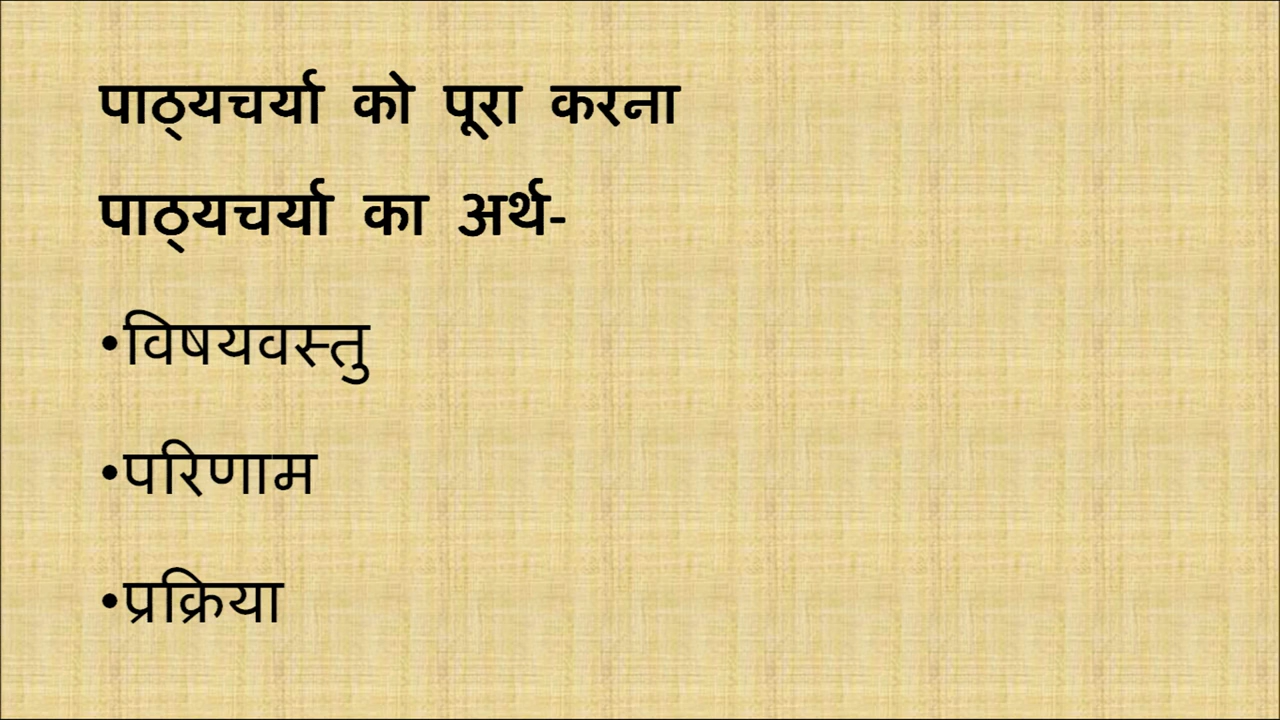 पाठ्यचर्या को पूरा करना
पाठ्यचर्या का अर्थ-
•विषयवस्तु
•परिणाम
•प्रक्रिया